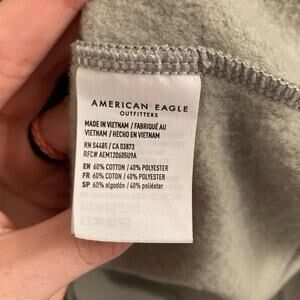 AMERICAN EAGLE
OUTFITTERS
MADE IN VIETNAM / FABRIQUÉ AU
VIETNAM / HECHO EN VIETNAM
RN 54485 / CA 03873
RFC# AEM120605U9A
EN 60% COTTON / 40% POLYESTER
FR 60% COTON / 40% POLYESTER
SP 60% algodón / 40% poliéster